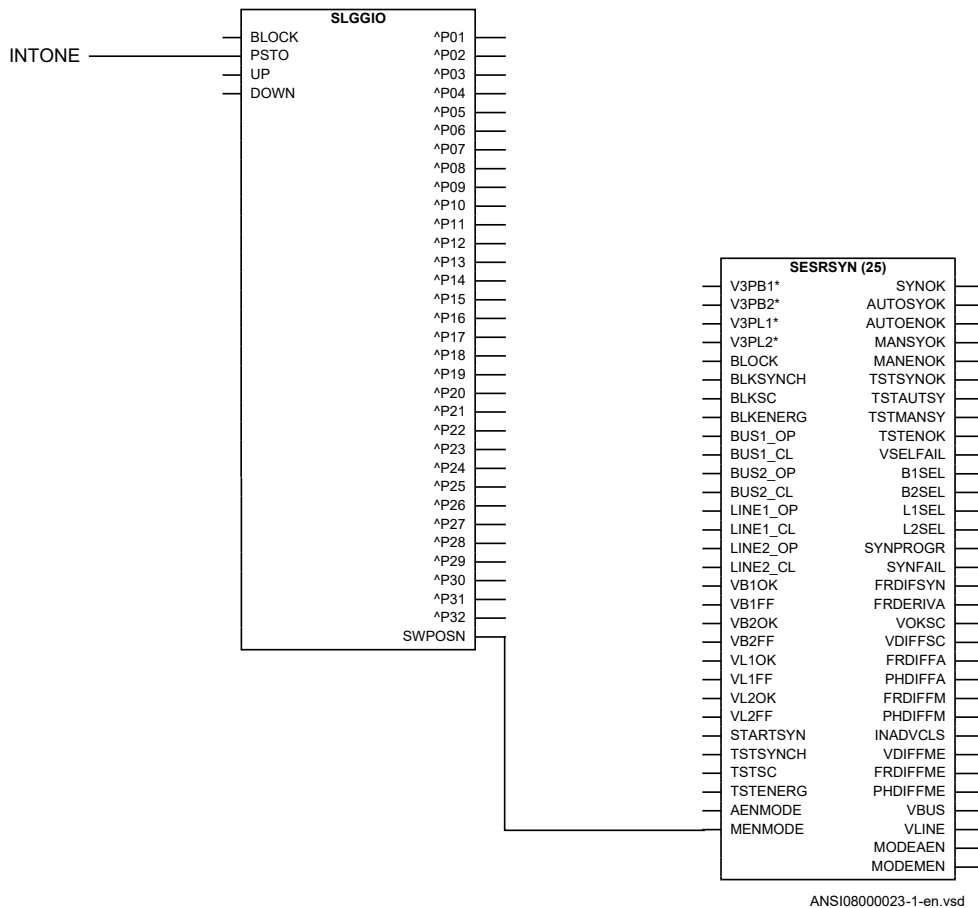 SLGGIO
BLOCK ^P01
INTONE PSTO ^P02
UP ^P03
DOWN ^P04
^P05
^P06
^P07
^P08
^P09
^P10
^P11
^P12
^P13
^P14
^P15
^P16
^P17
^P18
^P19
^P20
^P21
^P22
^P23
^P24
^P25
^P26
^P27
^P28
^P29
^P30
^P31
^P32
SWPOSN
SESRSYN (25)
V3PB1* SYNOK
V3PB2* AUTOSYOK
V3PL1* AUTOENOK
V3PL2* MANSYOK
BLOCK MANENOK
BLKSYNCH TSTSYNOK
BLKSC TSTAUTSY
BLKENERG TSTMANSY
BUS1_OP TSTENOK
BUS1_CL VSELFAIL
BUS2_OP B1SEL
BUS2_CL B2SEL
LINE1_OP L1SEL
LINE1_CL L2SEL
LINE2_OP SYNPROGR
LINE2_CL SYNFAIL
VB1OK FRDIFSYN
VB1FF FRDERIVA
VB2OK VOKSC
VB2FF VDIFFSC
VL1OK FRDIFFA
VL1FF PHDIFFA
VL2OK FRDIFFM
VL2FF PHDIFFM
STARTSYN INADVCLS
TSTSYNCH VDIFFME
TSTSC FRDIFFME
TSTENERG PHDIFFME
AENMODE VBUS
MENMODE VLINE
MODEAEN
MODEMEN
ANSI08000023-1-en.vsd